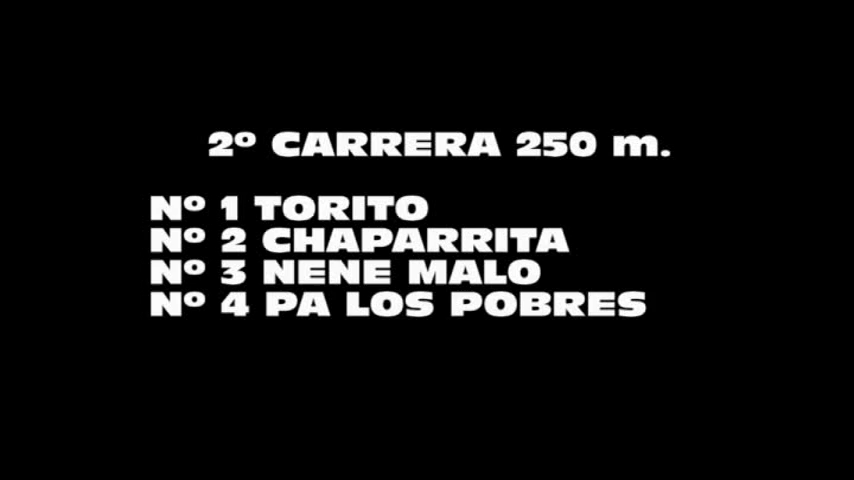 2º CARRERA 250 m.
Nº 1 TORITO
Nº 2 CHAPARRITA
Nº 3 NENE MALO
Nº 4 PA LOS POBRES